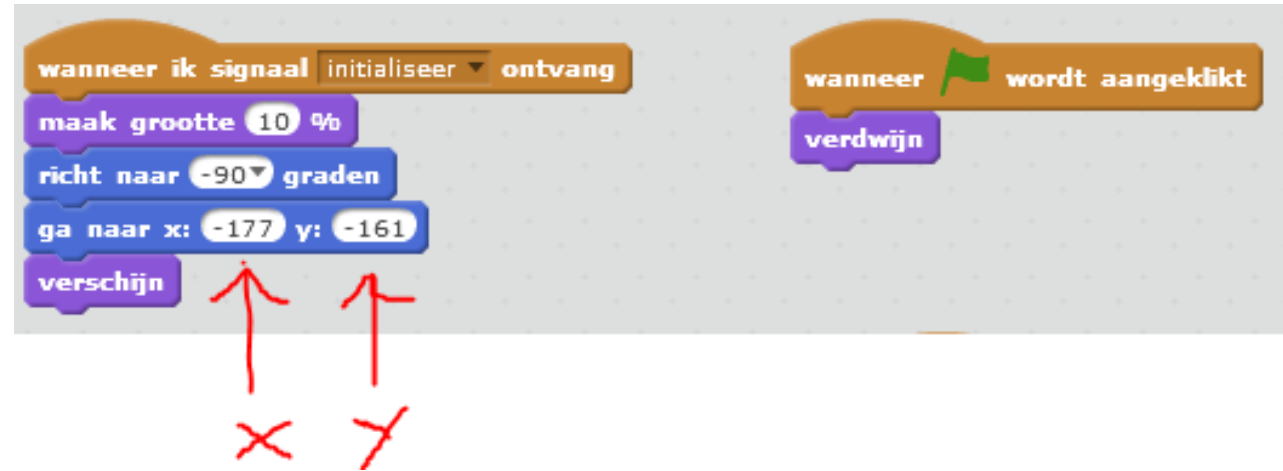 wanneer ik signaal initialiseer ontvang
maak grootte 10 %
richt naar -90 graden
ga naar x: -177 y: -161
verschijn
wanneer wordt aangeklikt
verdwijn
X Y